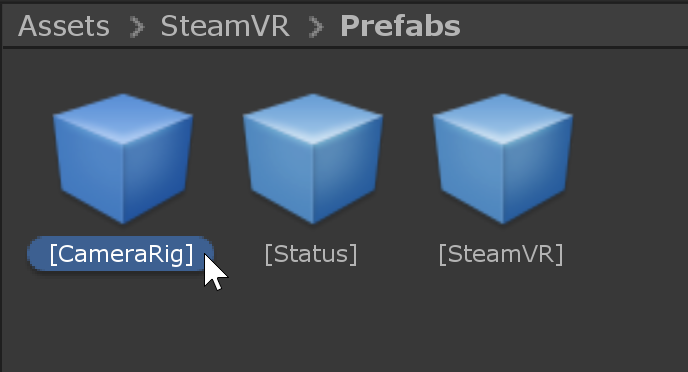 Assets > SteamVR > Prefabs
[CameraRig] [Status] [SteamVR]